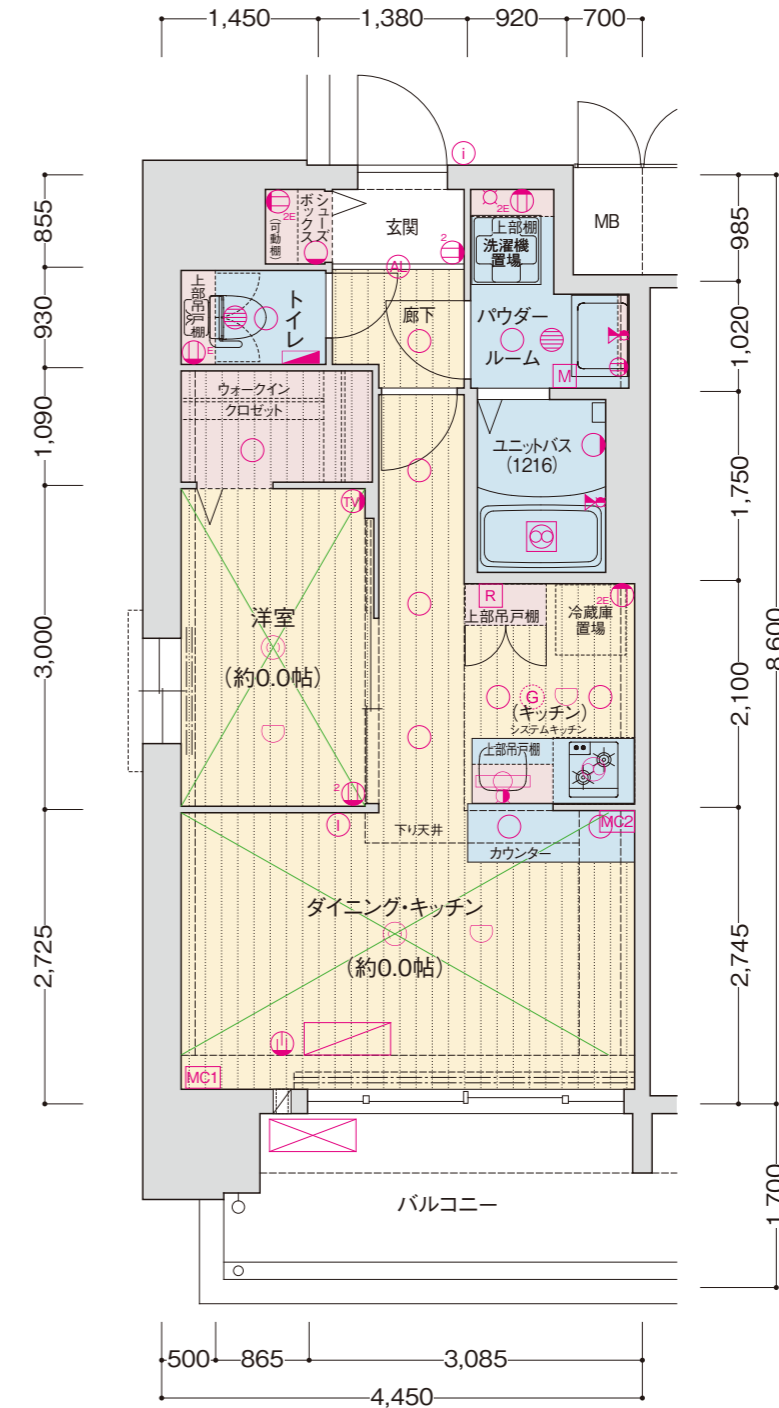 1,450
1,380
920
700
i
シューズ
ボックス
(可動棚)
2E
玄関
2
2E
上部棚
洗濯機
置場
MB
AL
855
985
上部吊戸棚
トイレ
E
廊下
パウダー
ルーム
M
930
1,020
ウォークイン
クロゼット
1,090
ユニットバス
(1216)
1,750
TV
洋室
(約0.0帖)
2
3,000
R
上部吊戸棚
2E
冷蔵庫
置場
G
(キッチン)
システムキッチン
上部吊戸棚
2,100
8,600
I
下り天井
MC2
カウンター
ダイニング・キッチン
(約0.0帖)
2,725
2,745
MC1
バルコニー
1,700
500
865
3,085
4,450